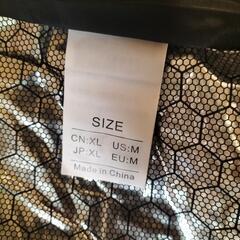 SIZE
CN:XL US:M
JP:XL EU:M
Made in China